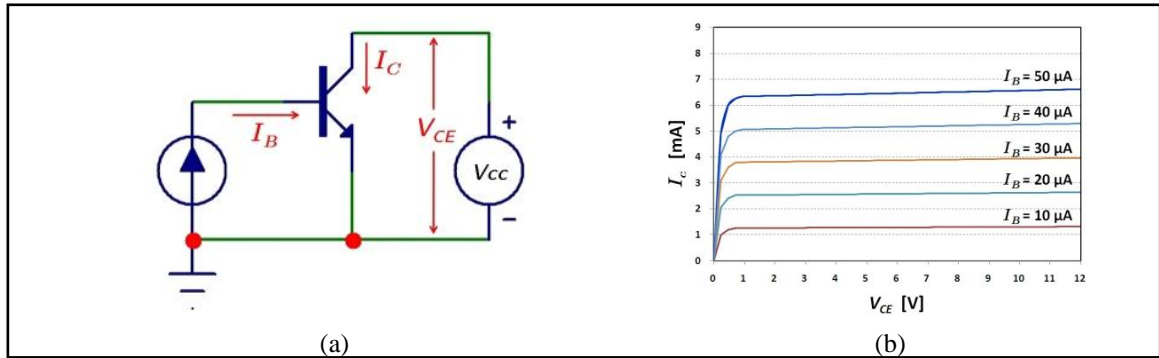 I_C
I_B
V_CE
+
Vcc
−
(a)
9
8
7
6
5
4
3
2
1
0
I_c [mA]
I_B = 50 µA
I_B = 40 µA
I_B = 30 µA
I_B = 20 µA
I_B = 10 µA
0 1 2 3 4 5 6 7 8 9 10 11 12
V_CE [V]
(b)